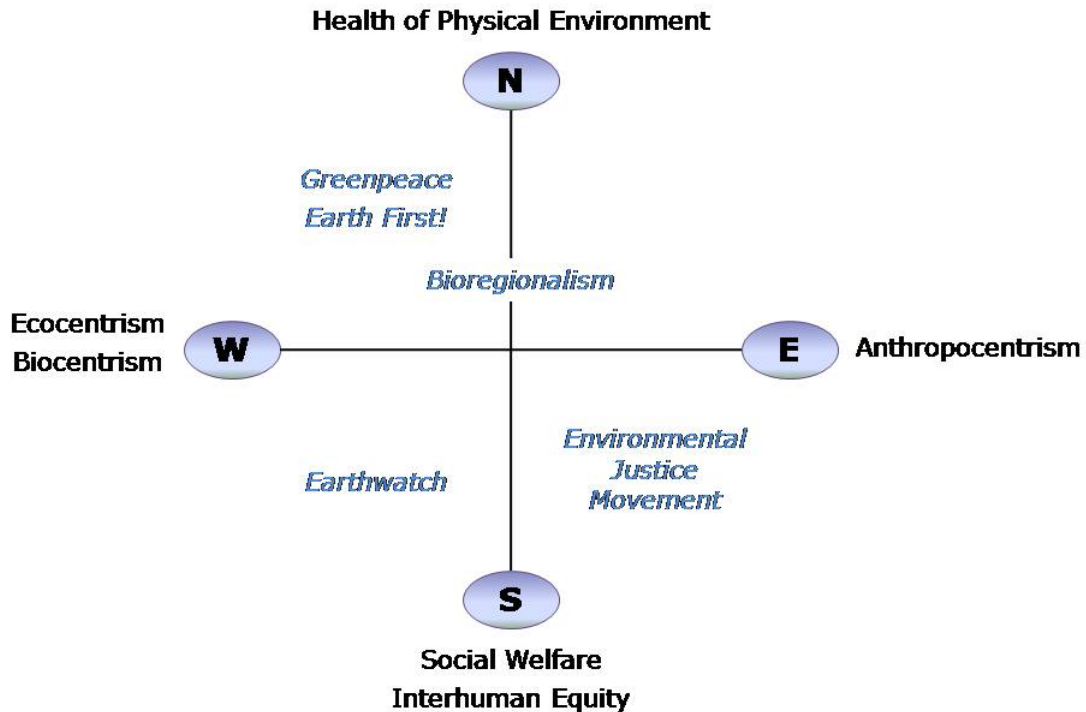 Health of Physical Environment
N
Greenpeace
Earth First!
Bioregionalism
Ecocentrism
Biocentrism
W
E
Anthropocentrism
Environmental
Justice
Movement
Earthwatch
S
Social Welfare
Interhuman Equity